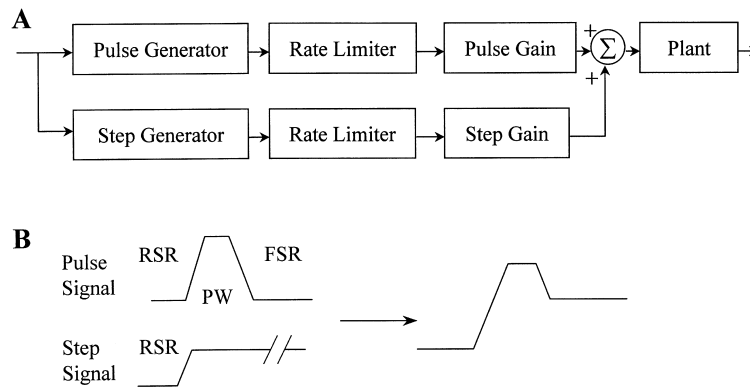 A
Pulse Generator
Rate Limiter
Pulse Gain
+
Σ
Plant
+
Step Generator
Rate Limiter
Step Gain
B
Pulse
Signal
RSR
FSR
PW
Step
Signal
RSR